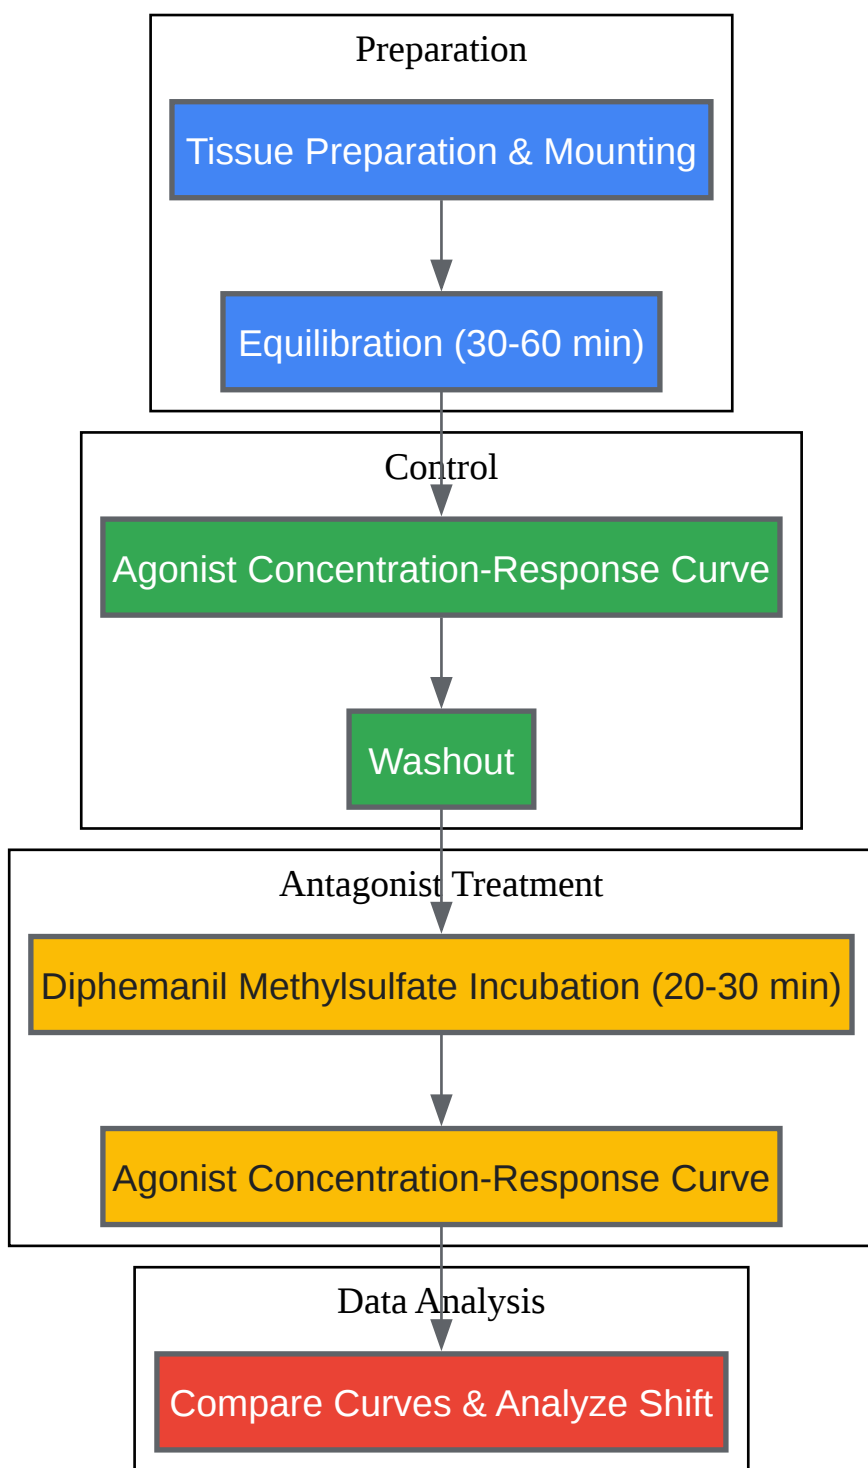 Preparation
Tissue Preparation & Mounting
Equilibration (30-60 min)
Control
Agonist Concentration-Response Curve
Washout
Antagonist Treatment
Diphemanil Methylsulfate Incubation (20-30 min)
Agonist Concentration-Response Curve
Data Analysis
Compare Curves & Analyze Shift